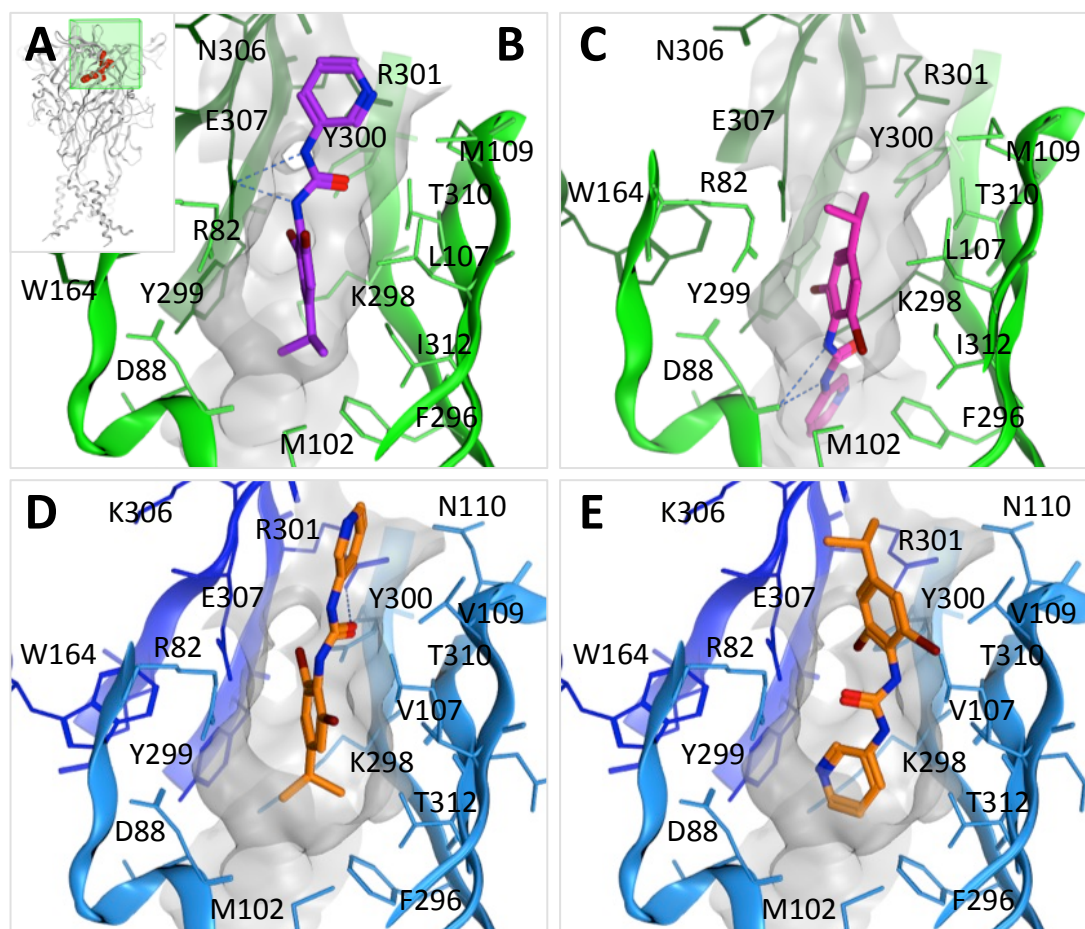 A
B
N306
R301
E307
Y300
M109
T310
R82
L107
W164
Y299
K298
I312
D88
F296
M102
C
R301
E307
Y300
M109
W164
R82
T310
L107
Y299
K298
I312
D88
F296
M102
D
K306
R301
N110
E307
Y300
V109
W164
R82
T310
V107
Y299
K298
T312
D88
M102
F296
E
K306
R301
N110
E307
Y300
V109
W164
R82
T310
V107
Y299
K298
T312
D88
M102
F296
N306